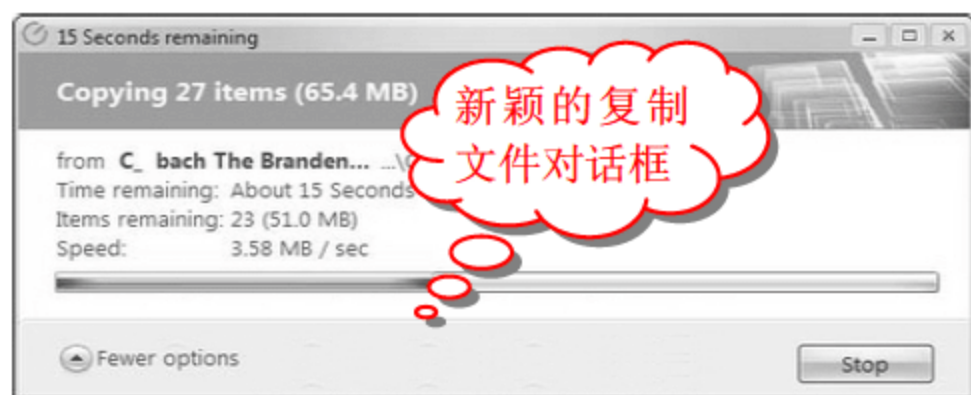 15 Seconds remaining
Copying 27 items (65.4 MB)
新颖的复制
文件对话框
from C_ bach The Branden... ...\
Time remaining: About 15 Seconds
Items remaining: 23 (51.0 MB)
Speed: 3.58 MB / sec
Fewer options
Stop